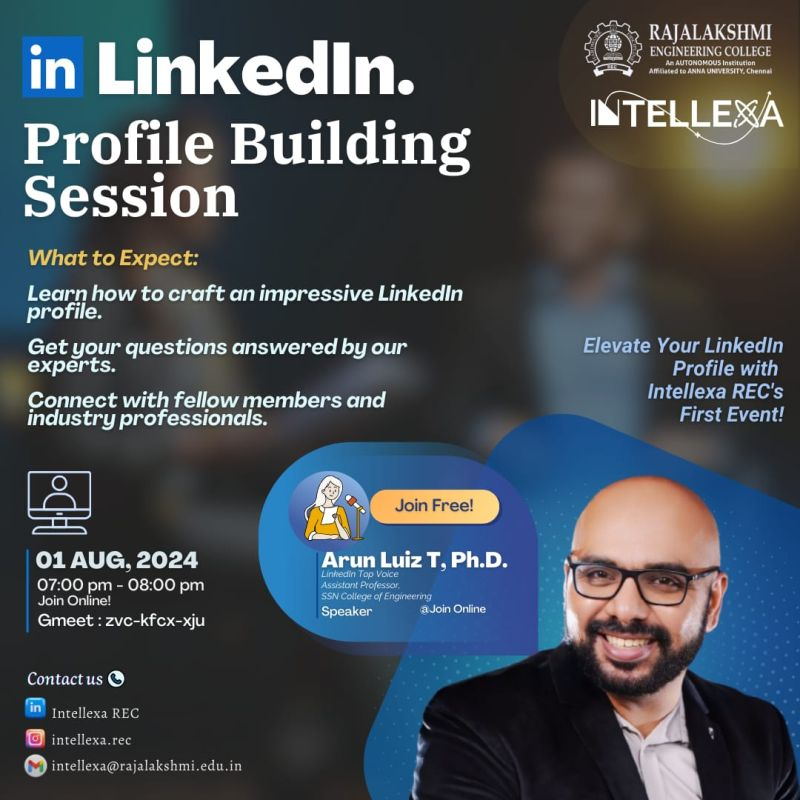 in LinkedIn.
Profile Building
Session
RAJALAKSHMI
ENGINEERING COLLEGE
An AUTONOMOUS Institution
Affiliated to ANNA UNIVERSITY, Chennai
INTELLEXA
What to Expect:
Learn how to craft an impressive LinkedIn
profile.
Get your questions answered by our
experts.
Connect with fellow members and
industry professionals.
Elevate Your LinkedIn
Profile with
Intellexa REC's
First Event!
Join Free!
01 AUG, 2024
07:00 pm - 08:00 pm
Join Online!
Gmeet : zvc-kfcx-xju
Arun Luiz T, Ph.D.
LinkedIn Top Voice
Assistant Professor,
SSN College of Engineering
Speaker @Join Online
Contact us
in Intellexa REC
intellexa.rec
intellexa@rajalakshmi.edu.in